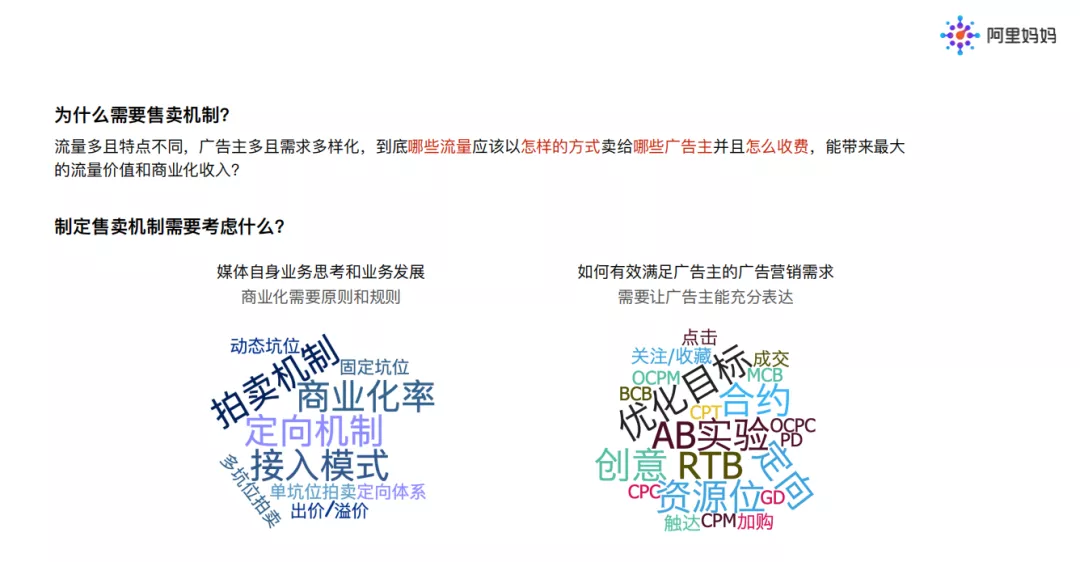 阿里妈妈
为什么需要售卖机制?
流量多且特点不同，广告主多且需求多样化，到底哪些流量应该以怎样的方式卖给哪些广告主并且怎么收费，能带来最大
的流量价值和商业化收入?
制定售卖机制需要考虑什么?
媒体自身业务思考和业务发展
商业化需要原则和规则
动态坑位
拍卖机制
固定坑位
商业化率
定向机制
接入模式
多坑位拍卖
单坑位拍卖
定向体系
出价/溢价
如何有效满足广告主的广告营销需求
需要让广告主能充分表达
点击
关注/收藏
优化目标
成交
OCPM
MCB
BCB
CPT
合约
AB实验
OCPC
PD
创意
RTB
定向
CPC
资源位
GD
触达
CPM
加购